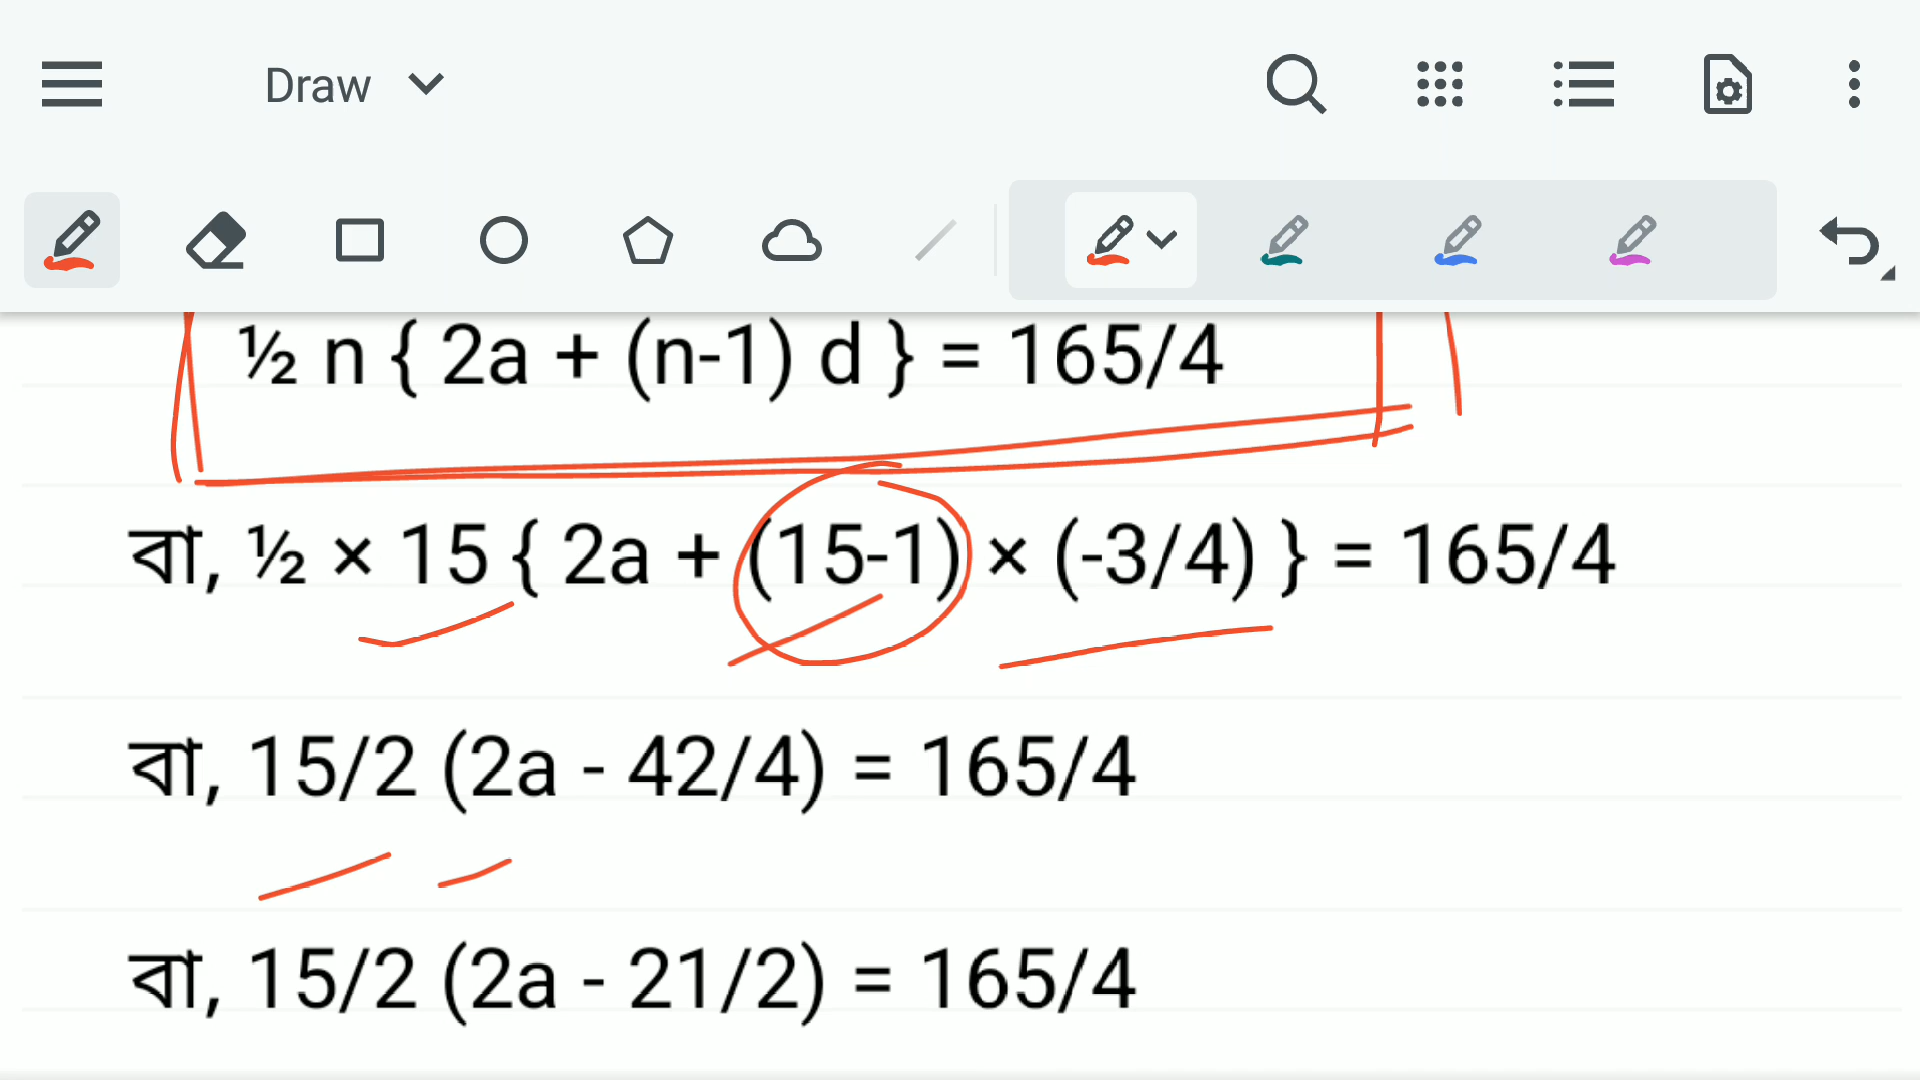 Draw
½ n { 2a + (n-1) d } = 165/4
বা, ½ × 15 { 2a + (15-1) × (-3/4) } = 165/4
বা, 15/2 (2a - 42/4) = 165/4
বা, 15/2 (2a - 21/2) = 165/4